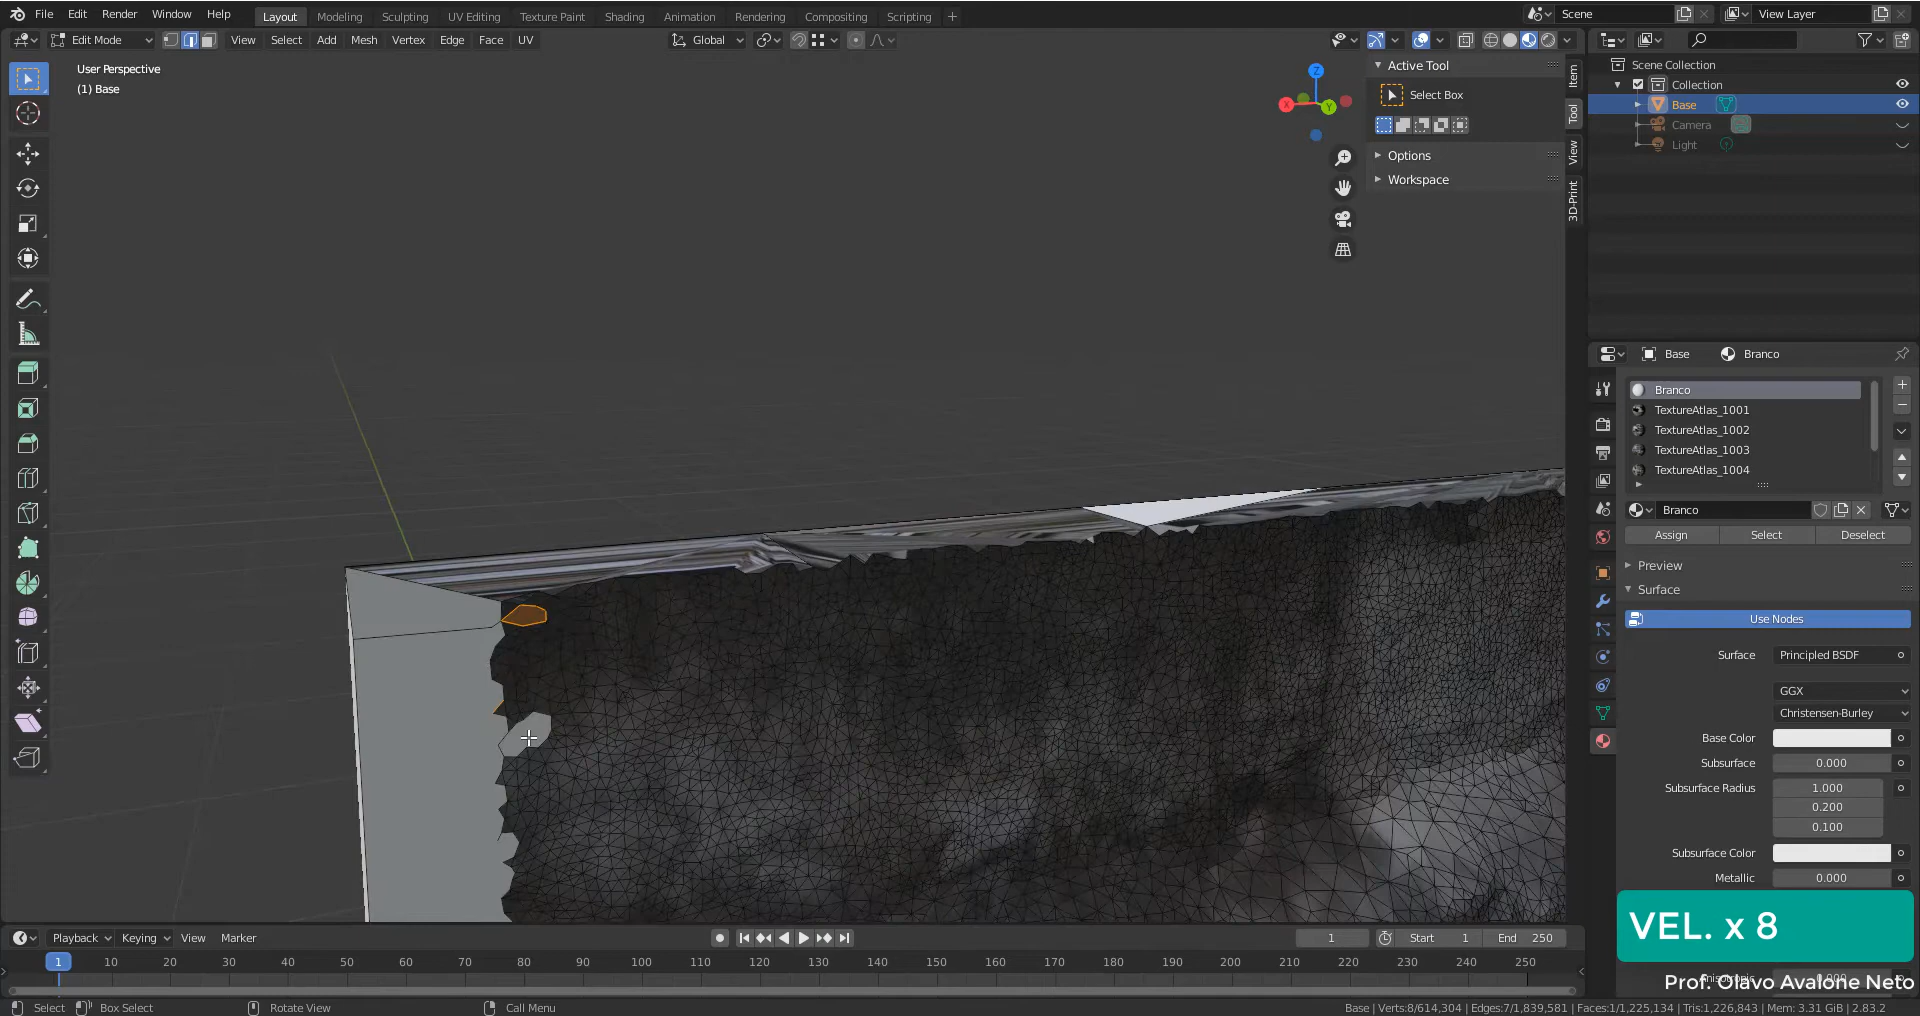 File Edit Render Window Help Layout Modeling Sculpting UV Editing Texture Paint Shading Animation Rendering Compositing Scripting + Scene View Layer
Edit Mode View Select Add Mesh Vertex Edge Face UV Global
User Perspective
(1) Base
Active Tool
Select Box
Options
Workspace
Item
Tool
View
3D-Print
X
Y
Z
Scene Collection
Collection
Base
Camera
Light
Base Branco
Branco
TextureAtlas_1001
TextureAtlas_1002
TextureAtlas_1003
TextureAtlas_1004
Branco
Assign Select Deselect
Preview
Surface
Use Nodes
Surface Principled BSDF
GGX
Christensen-Burley
Base Color
Subsurface 0.000
Subsurface Radius 1.000
0.200
0.100
Subsurface Color
Metallic 0.000
VEL. x 8
Prof. Olavo Avalone Neto
Playback Keying View Marker 1 Start 1 End 250
1 10 20 30 40 50 60 70 80 90 100 110 120 130 140 150 160 170 180 190 200 210 220 230 240 250
Select Box Select Rotate View Call Menu Base | Verts:8/614,304 | Edges:7/1,839,581 | Faces:1/1,225,134 | Tris:1,226,843 | Mem: 3.31 GiB | 2.83.2